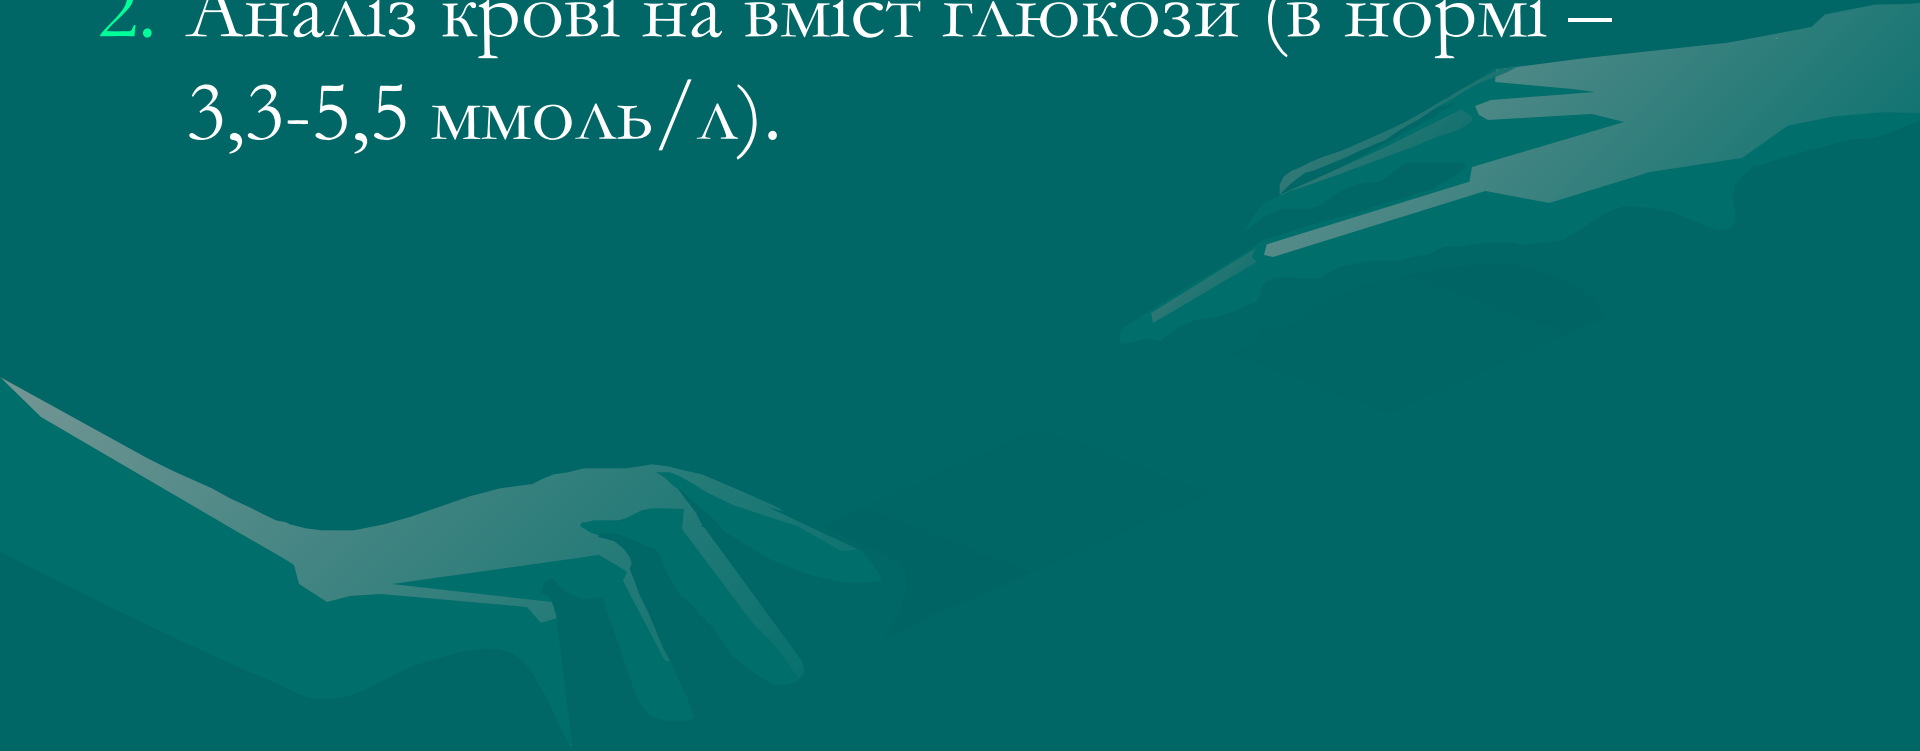 2. Аналіз крові на вміст глюкози (в нормі –
3,3-5,5 ммоль/л).